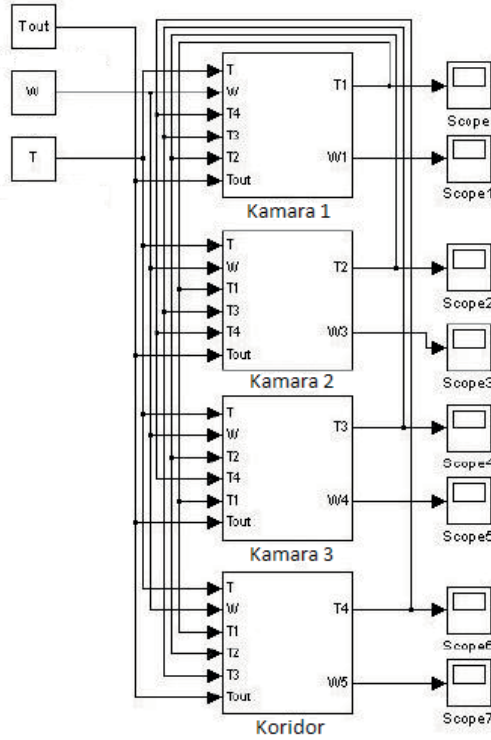 Tout
W
T
T
W
T4
T3
T2
Tout
T1
W1
Kamara 1
Scope
Scope1
T
W
T1
T3
T4
Tout
T2
W3
Kamara 2
Scope2
Scope3
T
W
T2
T4
T1
Tout
T3
W4
Kamara 3
Scope4
Scope5
T
W
T1
T2
T3
Tout
T4
W5
Koridor
Scope6
Scope7